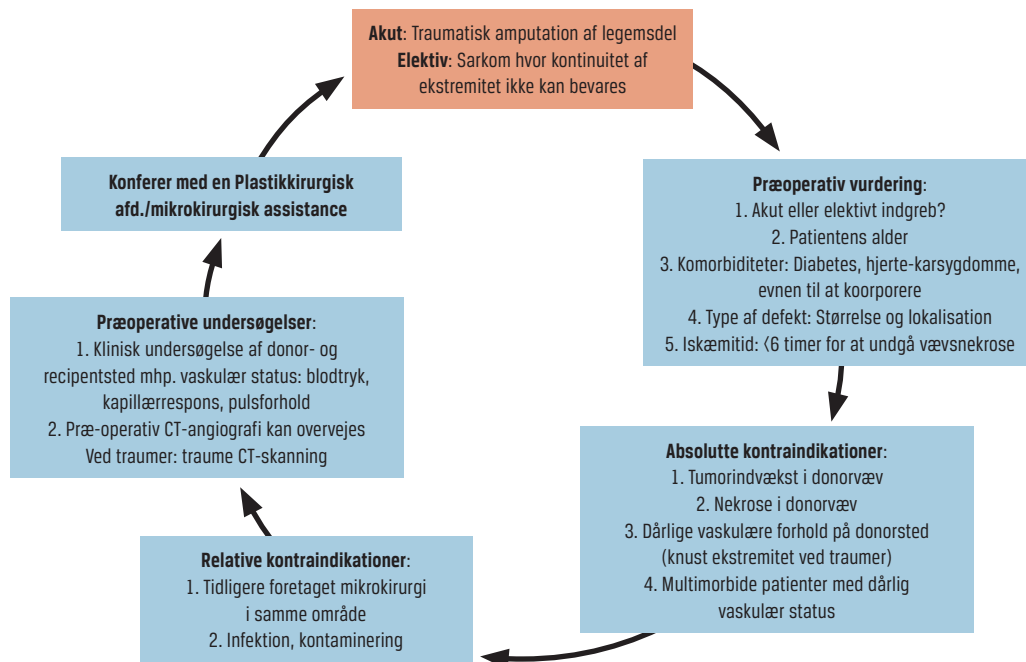 Akut: Traumatisk amputation af legemsdel
Elektiv: Sarkom hvor kontinuitet af
ekstremitet ikke kan bevares
Præoperativ vurdering:
1. Akut eller elektivt indgreb?
2. Patientens alder
3. Komorbiditeter: Diabetes, hjerte-karsygdomme,
evnen til at koorporere
4. Type af defekt: Størrelse og lokalisation
5. Iskæmitid: <6 timer for at undgå vævsnekrose
Absolutte kontraindikationer:
1. Tumorindvækst i donorvæv
2. Nekrose i donorvæv
3. Dårlige vaskulære forhold på donorsted
(knust ekstremitet ved traumer)
4. Multimorbide patienter med dårlig
vaskulær status
Relative kontraindikationer:
1. Tidligere foretaget mikrokirurgi
i samme område
2. Infektion, kontaminering
Præoperative undersøgelser:
1. Klinisk undersøgelse af donor- og
recipentsted mhp. vaskulær status: blodtryk,
kapillærrespons, pulsforhold
2. Præ-operativ CT-angiografi kan overvejes
Ved traumer: traume CT-skanning
Konferer med en Plastikkirurgisk
afd./mikrokirurgisk assistance